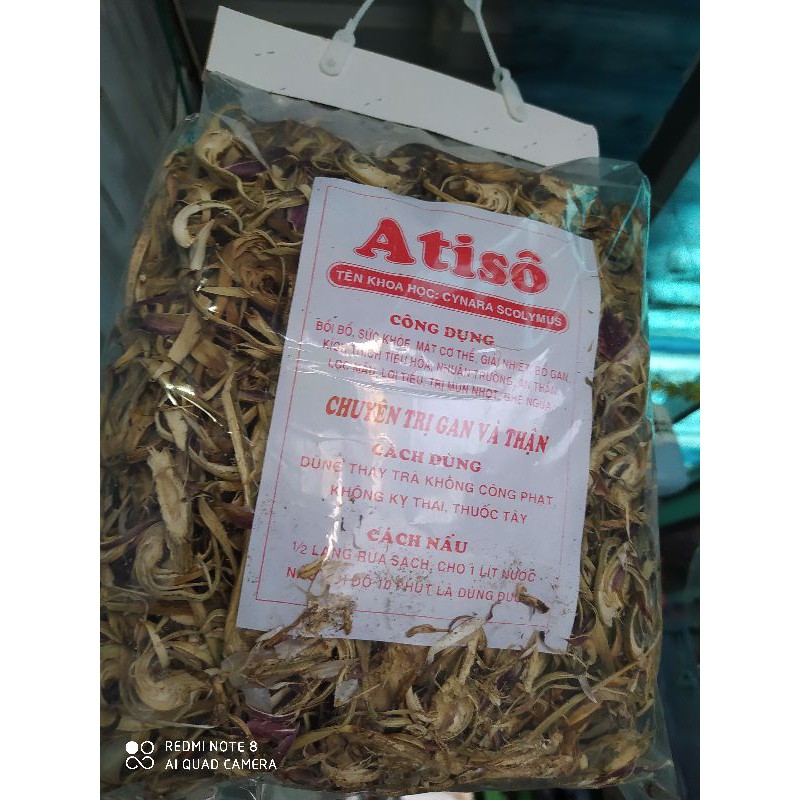 Atisô
TÊN KHOA HỌC: CYNARA SCOLYMUS
CÔNG DỤNG
BỒI BỔ, SỨC KHỎE, MÁT CƠ THỂ, GIẢI NHIỆT, BỔ GAN
KÍCH THÍCH TIÊU HÓA, NHUẬN TRƯỜNG, AN THẦN
LỌC MÁU, LỢI TIỂU, TRỊ MỤN NHỌT, GHẺ NGỨA
CHUYÊN TRỊ GAN VÀ THẬN
CÁCH DÙNG
DÙNG THAY TRÀ KHÔNG CÔNG PHẠT,
KHÔNG KỴ THAI, THUỐC TÂY
CÁCH NẤU
1/2 LẠNG RỬA SẠCH, CHO 1 LÍT NƯỚC
ĐỘ 10 PHÚT LÀ DÙNG
REDMI NOTE 8
AI QUAD CAMERA